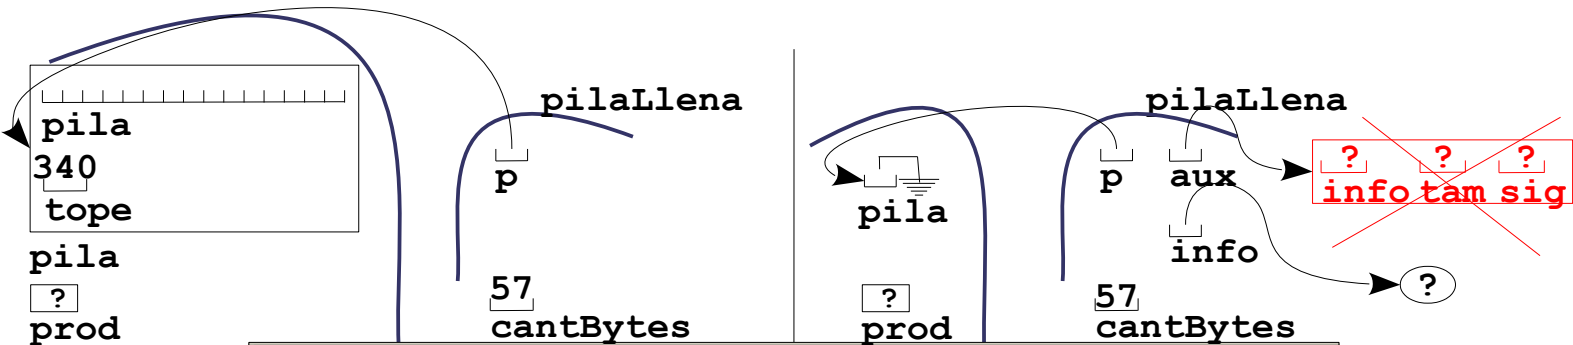 pilaLlena
pila
340
tope
p
pila
57
?
prod
cantBytes
pilaLlena
p
aux
? ? ?
info tam sig
pila
info
?
57
?
prod
cantBytes